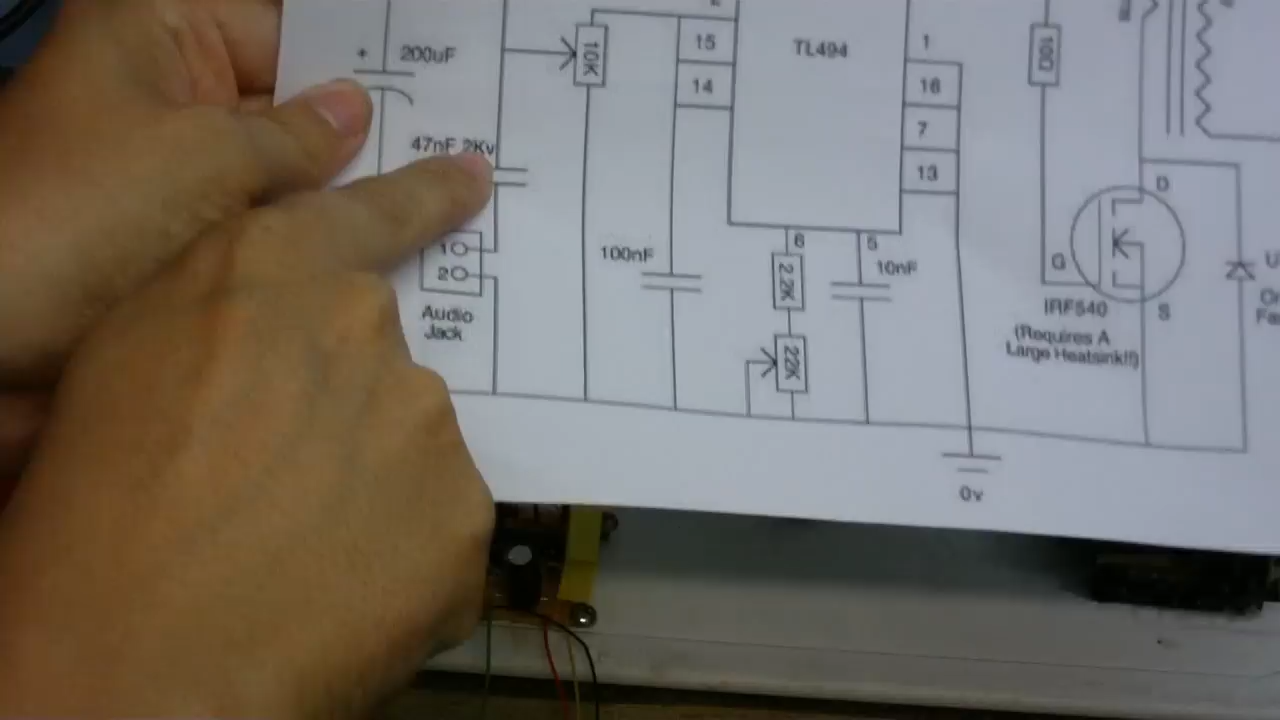 + 200uF
47nF 2Kv
1
2
Audio
Jack
10K
15
14
TL494
1
16
7
13
6
5
100nF
2.2K
22K
10nF
0v
10Ω
D
G
S
IRF540
(Requires A
Large Heatsink!!)